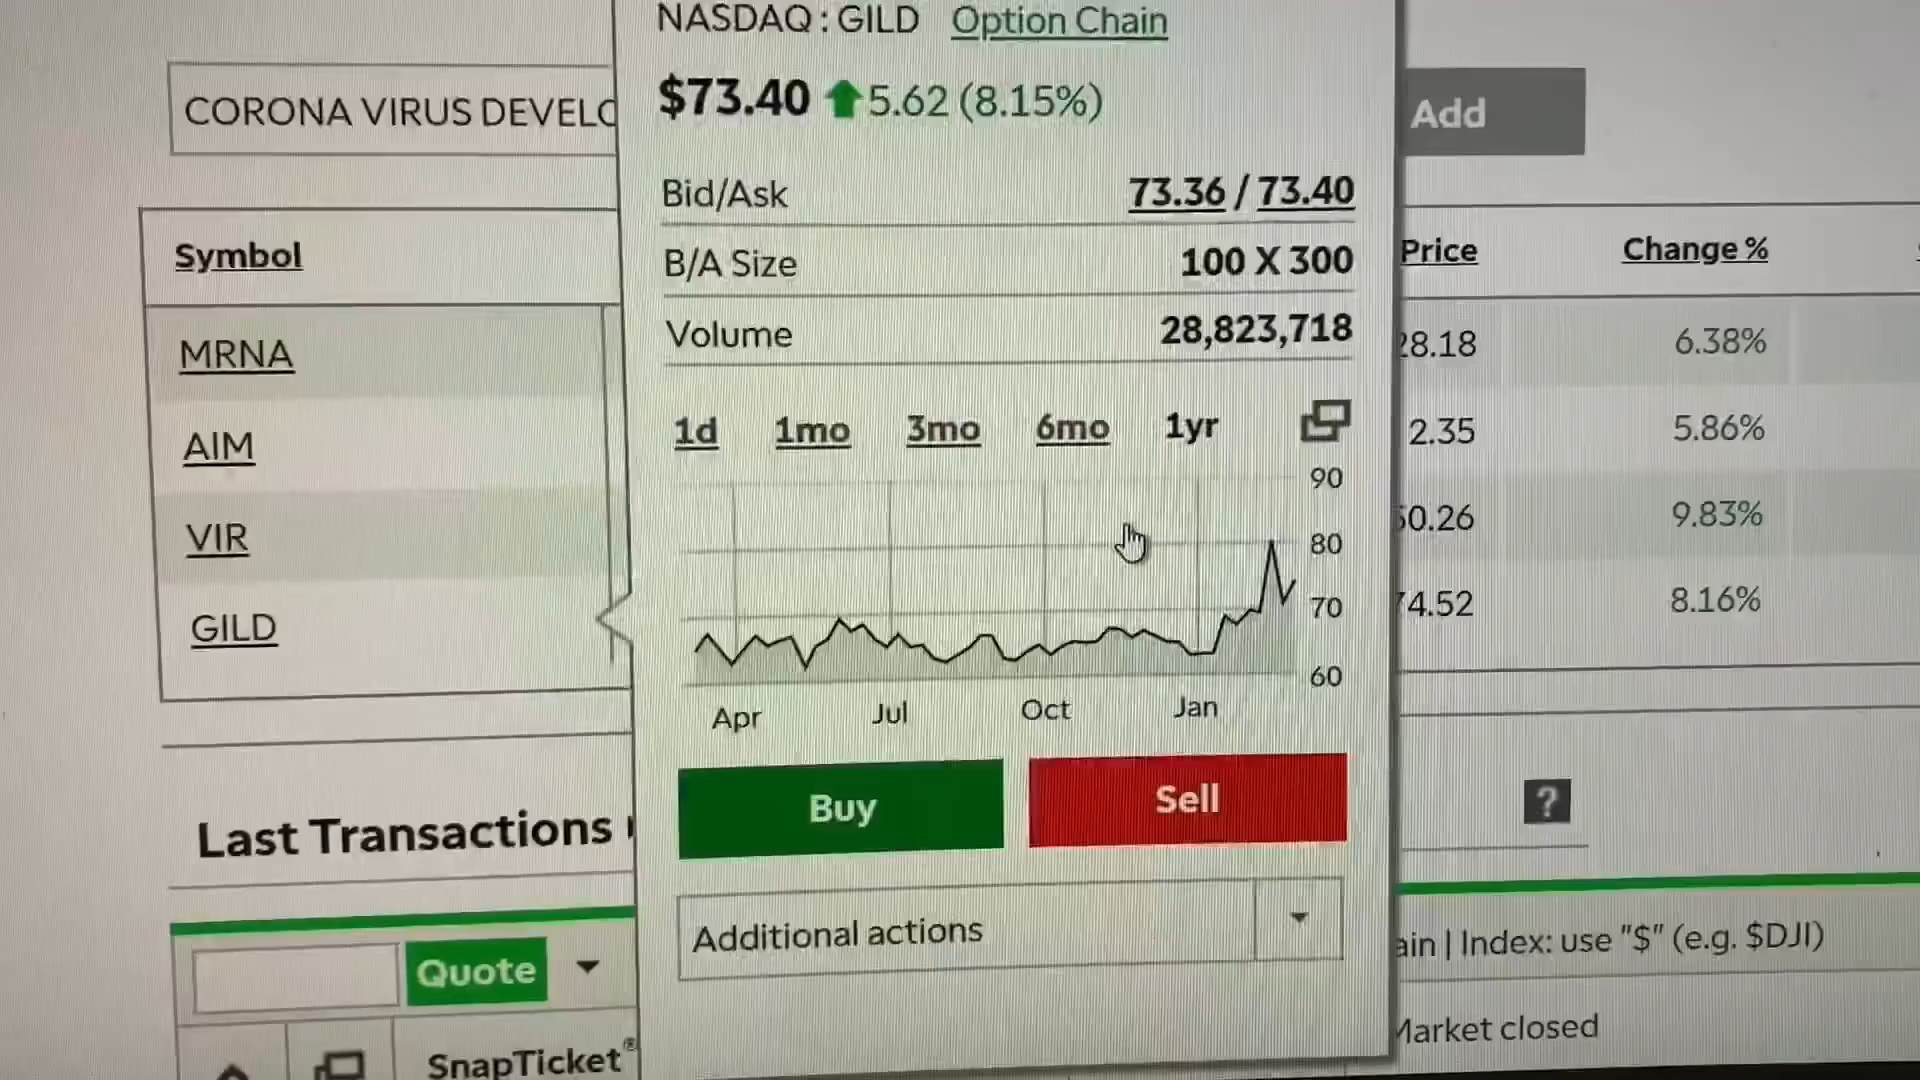 NASDAQ : GILD Option Chain
CORONA VIRUS DEVELO
$73.40 5.62 (8.15%)
Add
Bid/Ask 73.36 / 73.40
B/A Size 100 X 300
Volume 28,823,718
Symbol Price Change %
MRNA 28.18 6.38%
AIM 2.35 5.86%
VIR 50.26 9.83%
GILD 74.52 8.16%
1d 1mo 3mo 6mo 1yr
90
80
70
60
Apr Jul Oct Jan
Buy Sell
?
Last Transactions
Additional actions
Quote
ain | Index: use "$" (e.g. $DJI)
SnapTicket®
Market closed